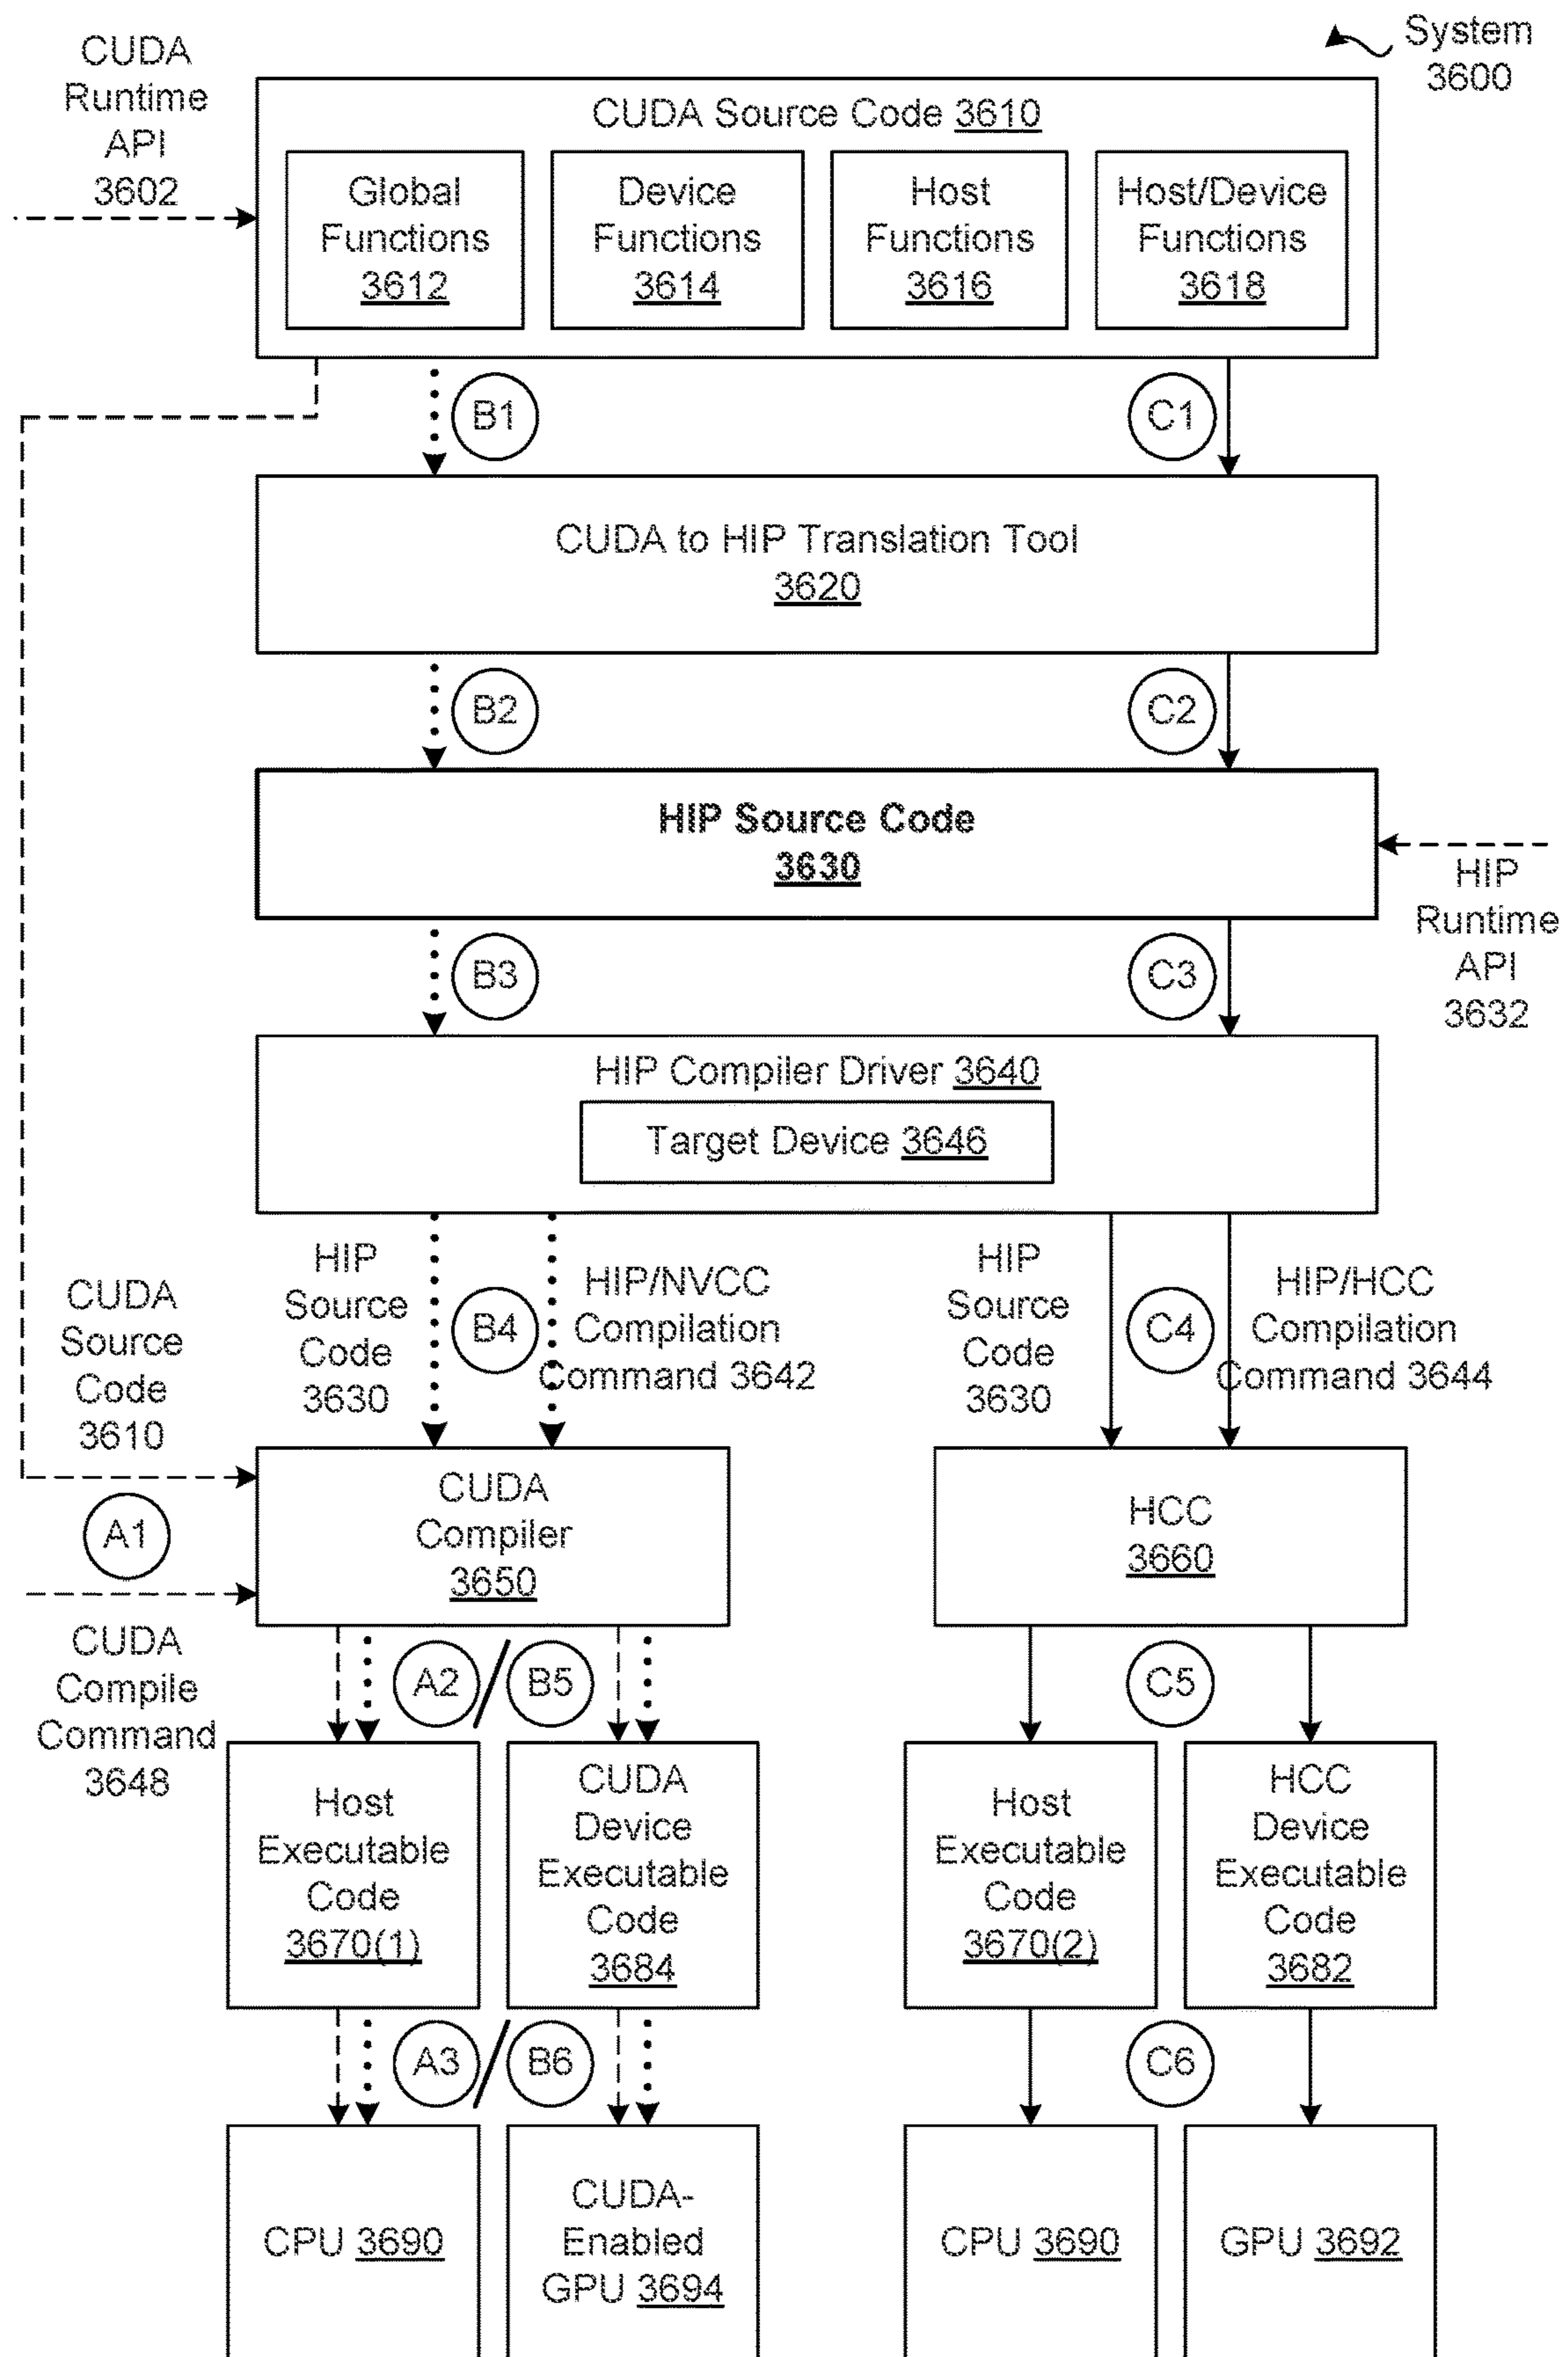 System
3600
CUDA
Runtime
API
3602
CUDA Source Code 3610
Global
Functions
3612
Device
Functions
3614
Host
Functions
3616
Host/Device
Functions
3618
B1
C1
CUDA to HIP Translation Tool
3620
B2
C2
HIP Source Code
3630
HIP
Runtime
API
3632
B3
C3
HIP Compiler Driver 3640
Target Device 3646
CUDA
Source
Code
3610
HIP
Source
Code
3630
B4
HIP/NVCC
Compilation
Command 3642
HIP
Source
Code
3630
C4
HIP/HCC
Compilation
Command 3644
A1
CUDA
Compiler
3650
HCC
3660
CUDA
Compile
Command
3648
A2
/
B5
C5
Host
Executable
Code
3670(1)
CUDA
Device
Executable
Code
3684
Host
Executable
Code
3670(2)
HCC
Device
Executable
Code
3682
A3
/
B6
C6
CPU 3690
CUDA-
Enabled
GPU 3694
CPU 3690
GPU 3692